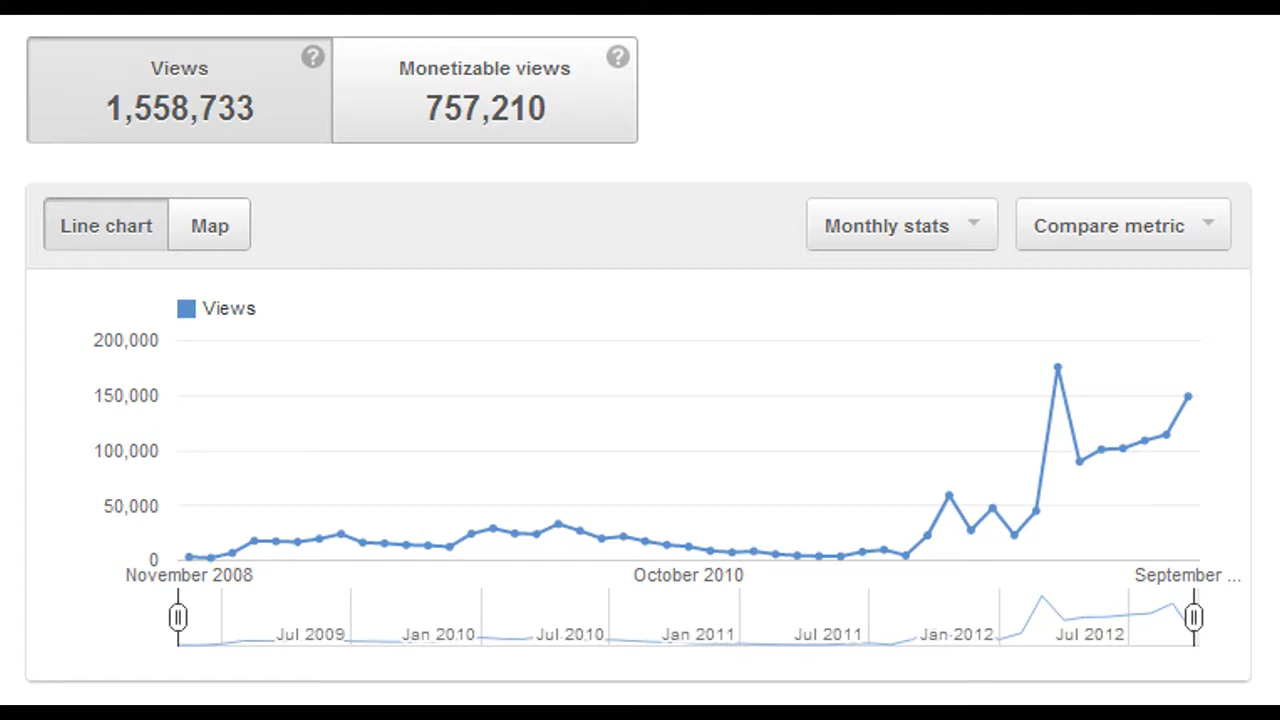 Views ?
1,558,733
Monetizable views ?
757,210
Line chart
Map
Monthly stats
Compare metric
Views
200,000
150,000
100,000
50,000
0
November 2008
October 2010
September ...
Jul 2009
Jan 2010
Jul 2010
Jan 2011
Jul 2011
Jan 2012
Jul 2012